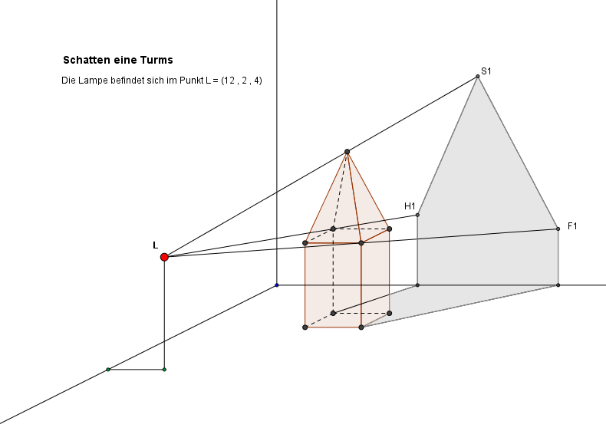 Schatten eine Turms
Die Lampe befindet sich im Punkt L = (12 , 2 , 4)
S1
H1
F1
L